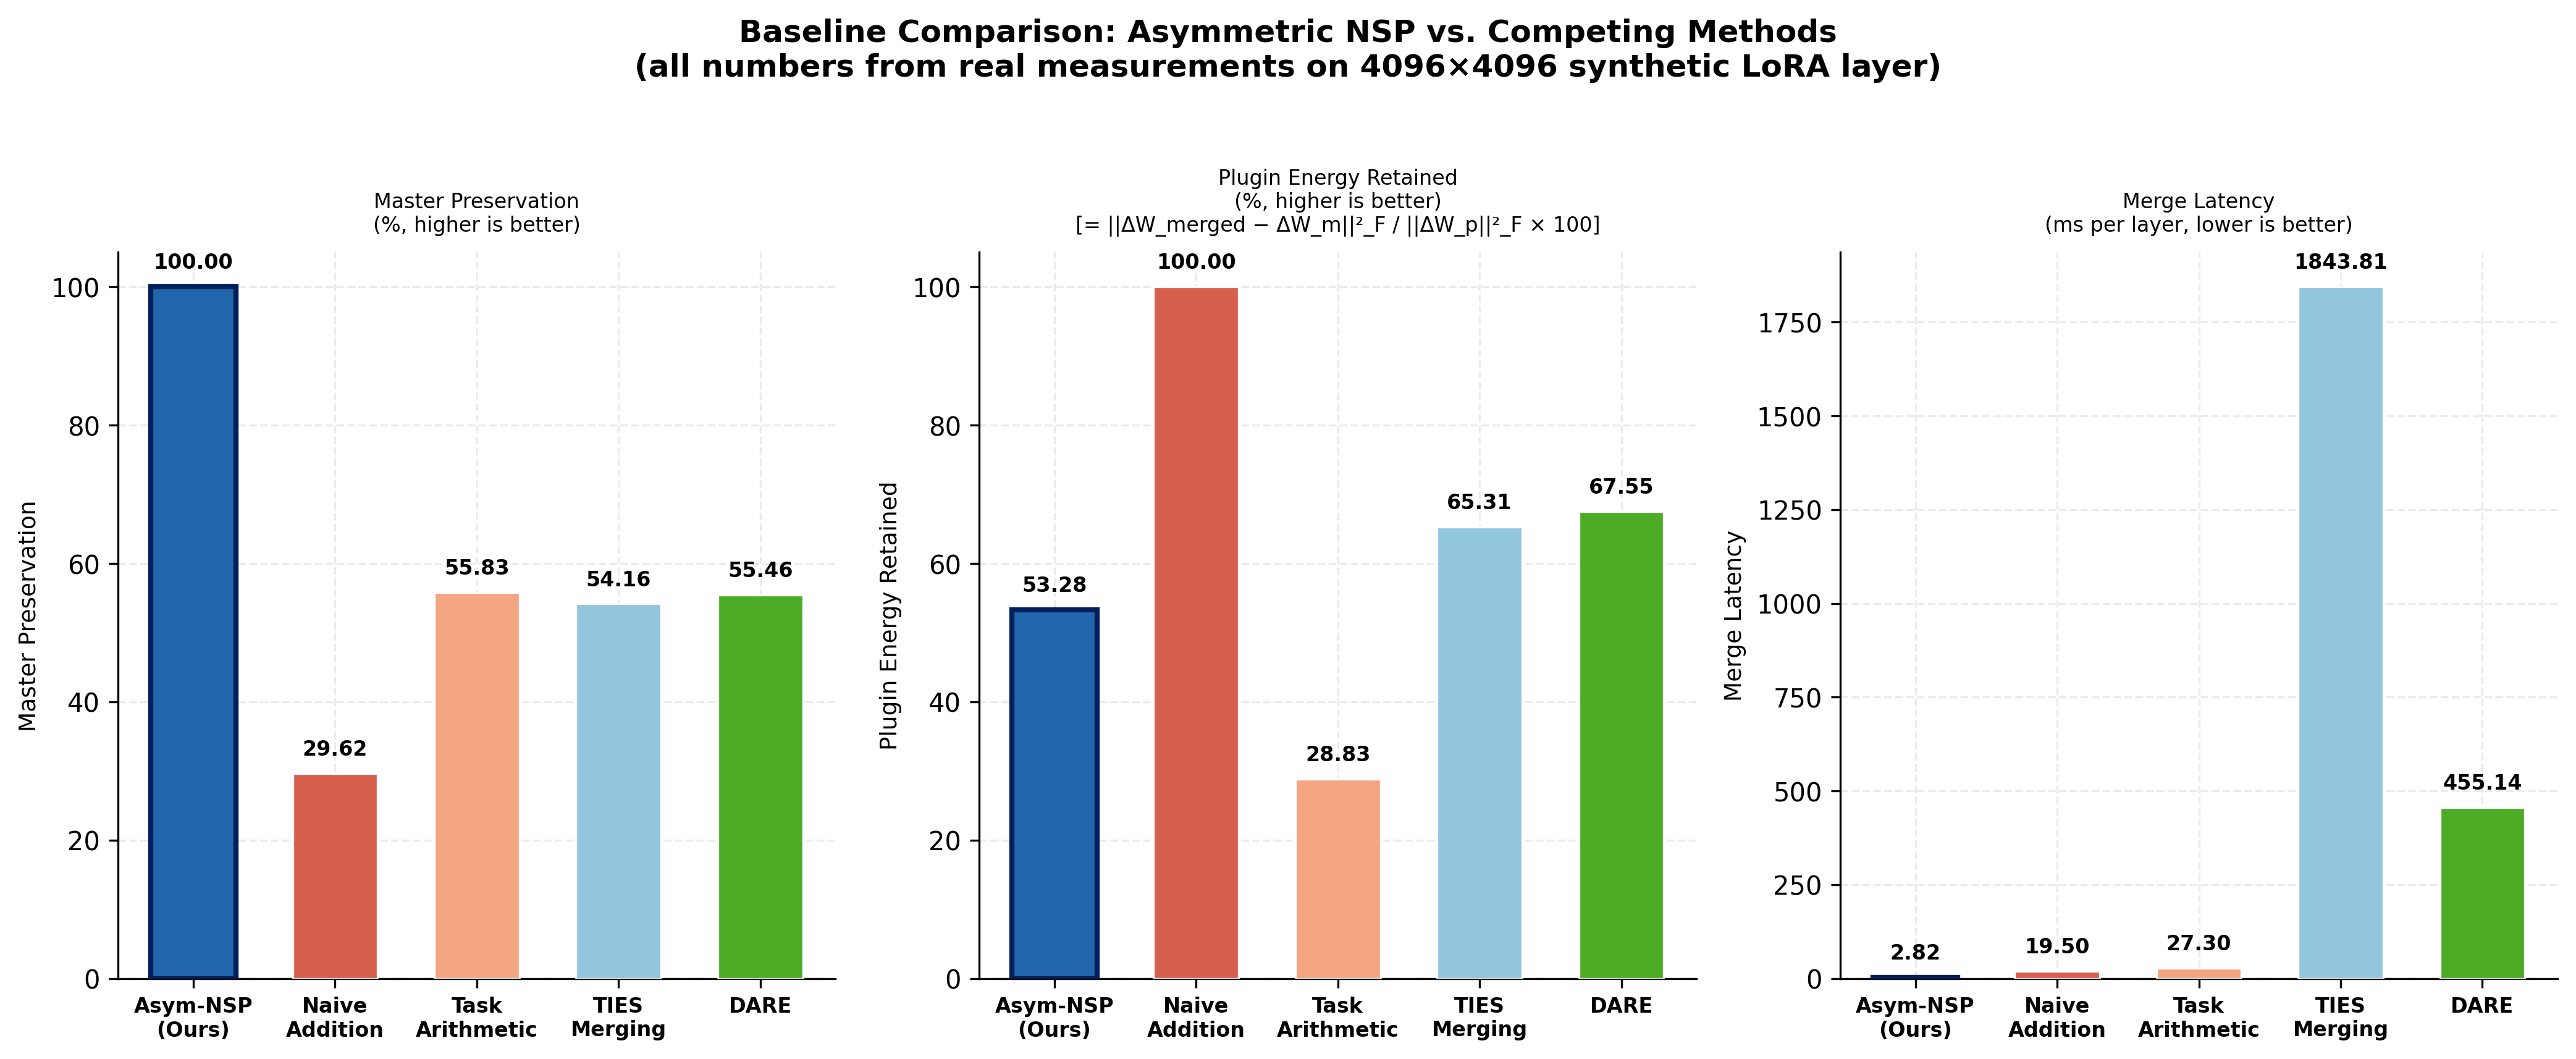 Baseline Comparison: Asymmetric NSP vs. Competing Methods
(all numbers from real measurements on 4096×4096 synthetic LoRA layer)
Master Preservation
(%, higher is better)
Master Preservation
100
80
60
40
20
0
100.00
29.62
55.83
54.16
55.46
Asym-NSP
(Ours)
Naive
Addition
Task
Arithmetic
TIES
Merging
DARE
Plugin Energy Retained
(%, higher is better)
[= ||ΔW_merged − ΔW_m||²_F / ||ΔW_p||²_F × 100]
Plugin Energy Retained
100
80
60
40
20
0
53.28
100.00
28.83
65.31
67.55
Asym-NSP
(Ours)
Naive
Addition
Task
Arithmetic
TIES
Merging
DARE
Merge Latency
(ms per layer, lower is better)
Merge Latency
1750
1500
1250
1000
750
500
250
0
2.82
19.50
27.30
1843.81
455.14
Asym-NSP
(Ours)
Naive
Addition
Task
Arithmetic
TIES
Merging
DARE